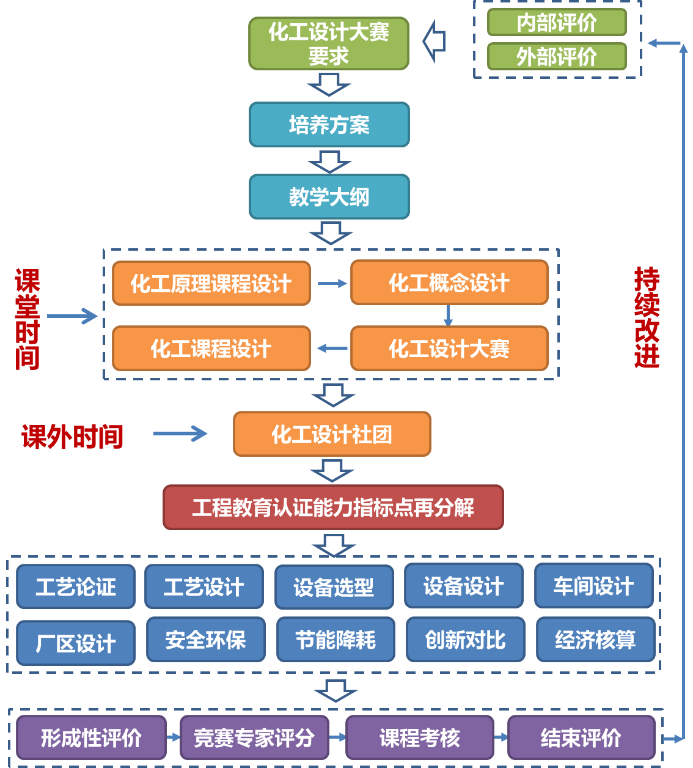 化工设计大赛
要求
内部评价
外部评价
培养方案
教学大纲
课堂时间
化工原理课程设计
化工概念设计
化工课程设计
化工设计大赛
持续改进
课外时间
化工设计社团
工程教育认证能力指标点再分解
工艺论证
工艺设计
设备选型
设备设计
车间设计
厂区设计
安全环保
节能降耗
创新对比
经济核算
形成性评价
竞赛专家评分
课程考核
结束评价